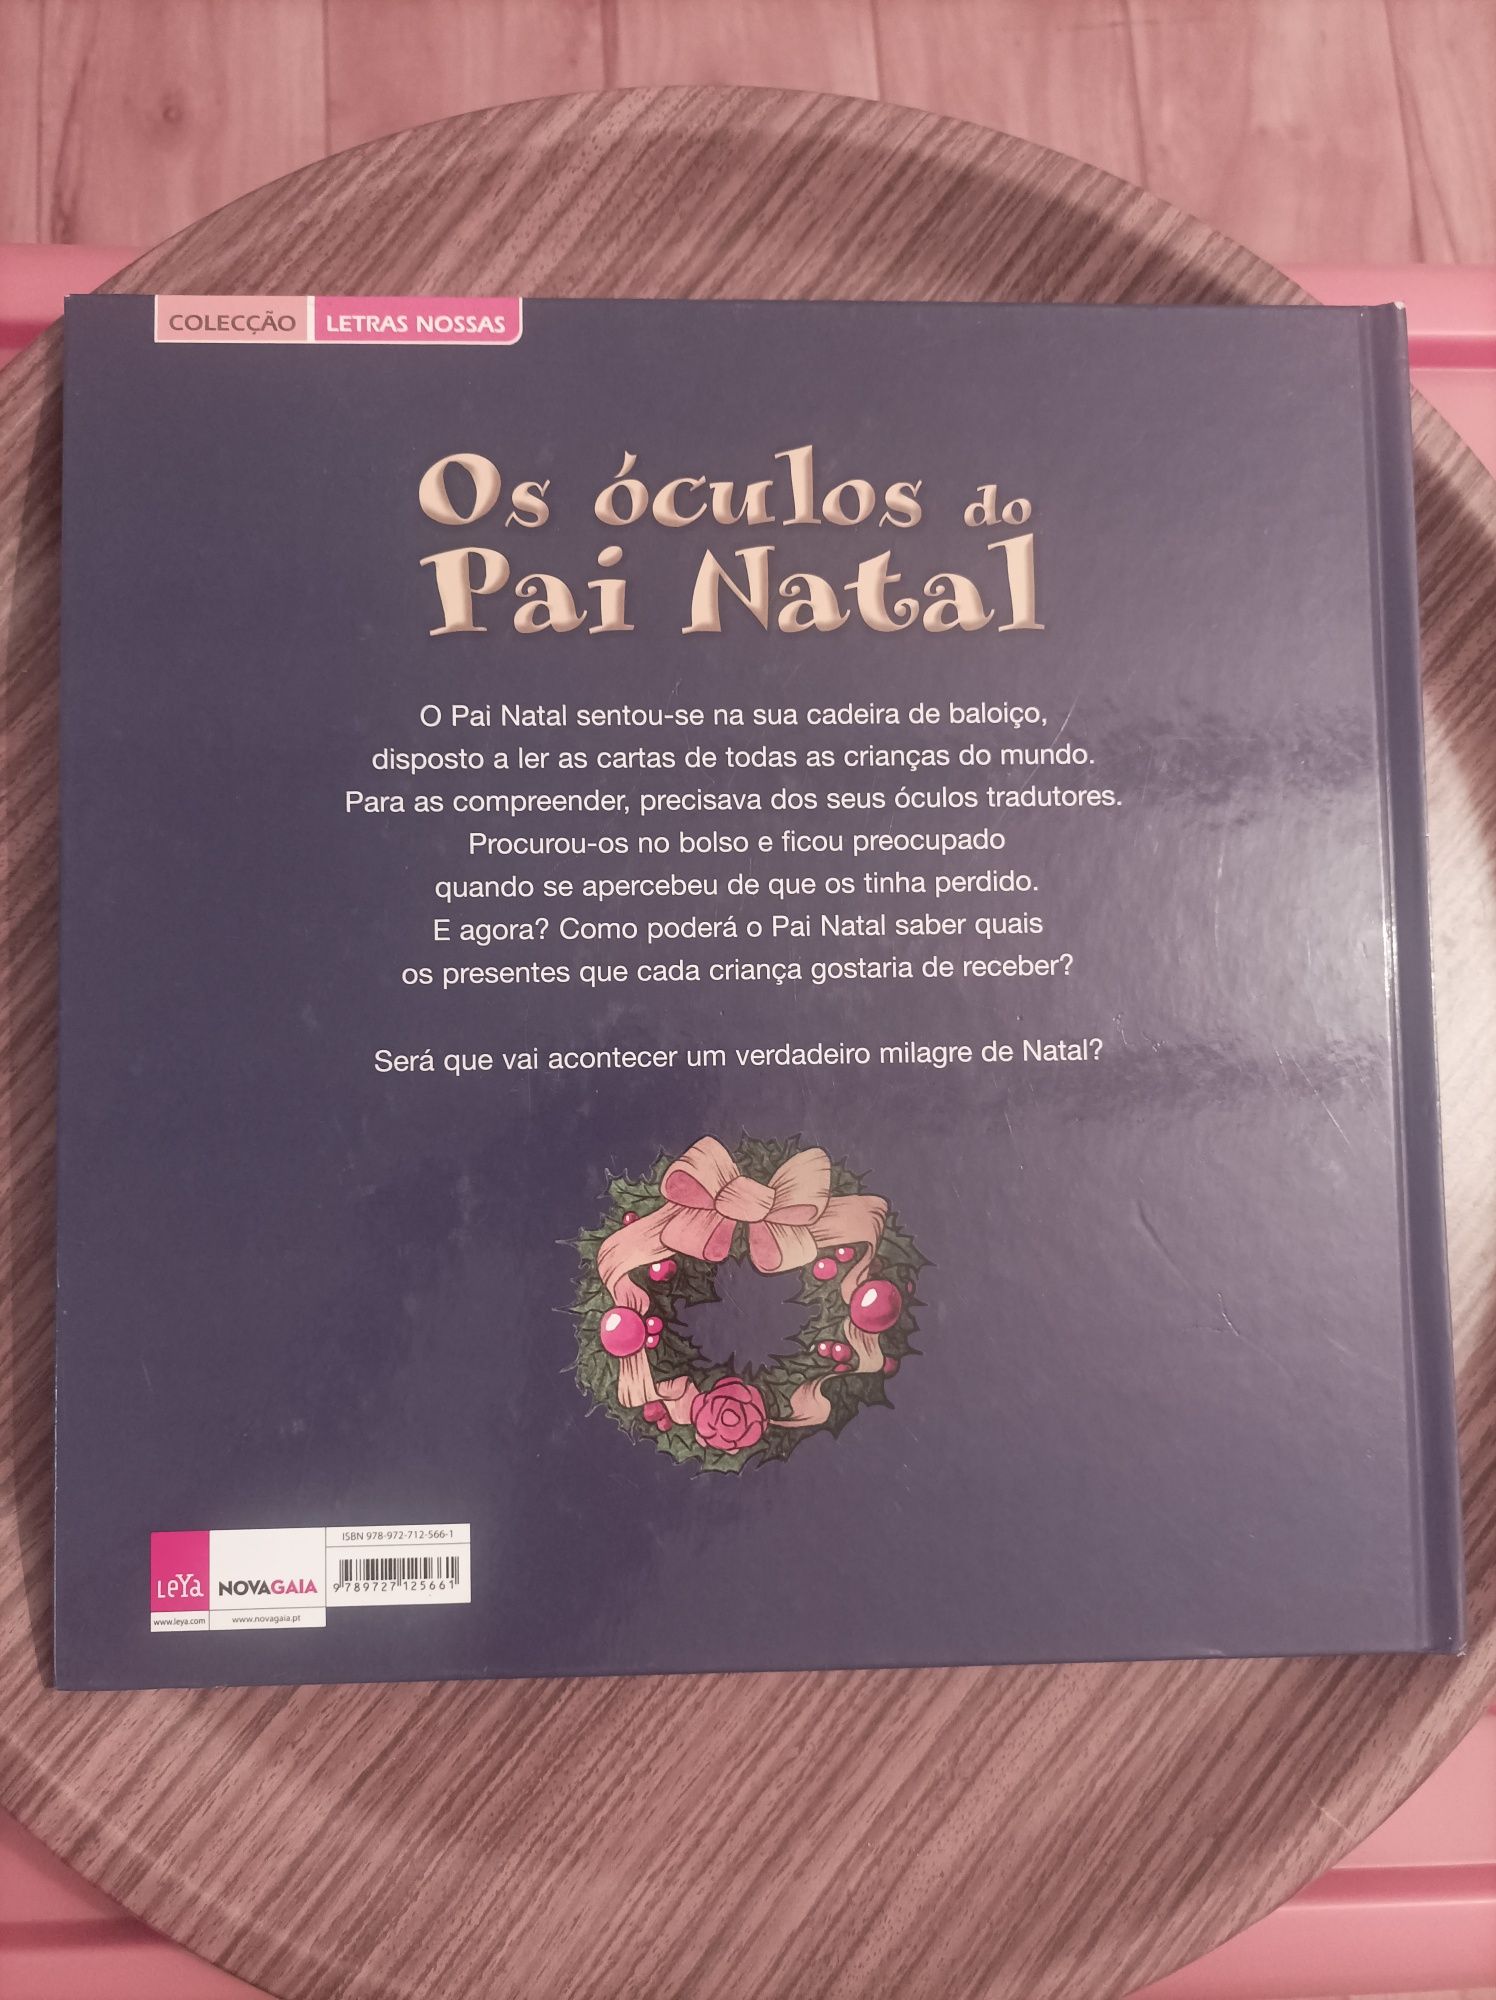 COLECÇÃO LETRAS NOSSAS
Os óculos do
Pai Natal
O Pai Natal sentou-se na sua cadeira de baloiço,
disposto a ler as cartas de todas as crianças do mundo.
Para as compreender, precisava dos seus óculos tradutores.
Procurou-os no bolso e ficou preocupado
quando se apercebeu de que os tinha perdido.
E agora? Como poderá o Pai Natal saber quais
os presentes que cada criança gostaria de receber?
Será que vai acontecer um verdadeiro milagre de Natal?
ISBN 978-972-712-566-1
LeYa NOVAGAIA 9 789727 125661
www.leya.com www.novagaia.pt